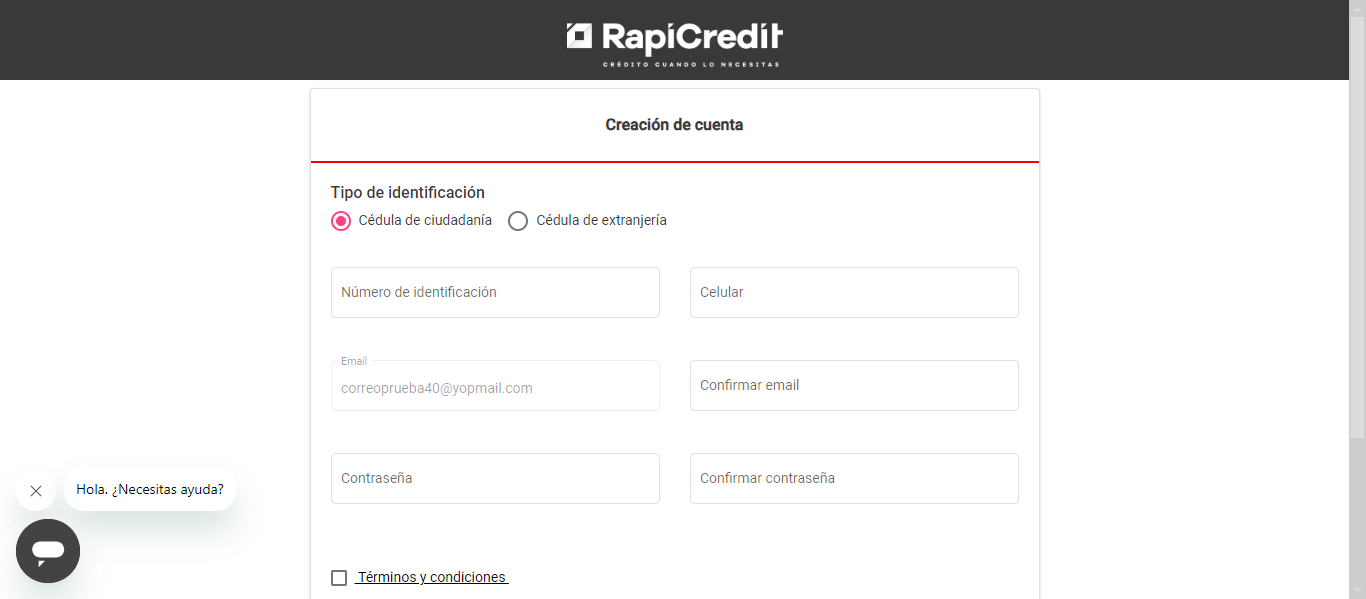 RapiCredit
CRÉDITO CUANDO LO NECESITAS
Creación de cuenta
Tipo de identificación
Cédula de ciudadanía Cédula de extranjería
Número de identificación Celular
Email
correoprueba40@yopmail.com Confirmar email
Contraseña Confirmar contraseña
Hola. ¿Necesitas ayuda?
Términos y condiciones